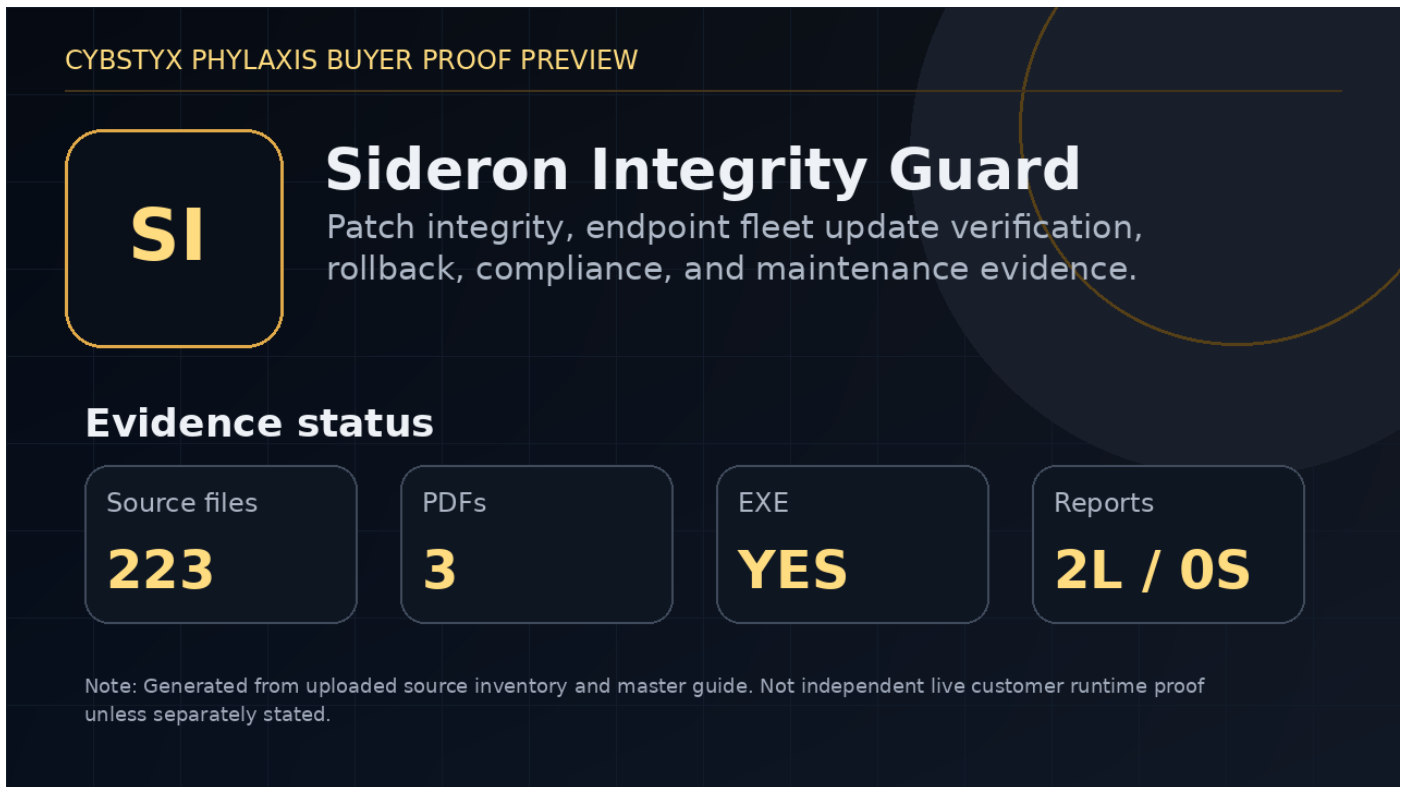 CYBSTYX PHYLAXIS BUYER PROOF PREVIEW
SI
Sideron Integrity Guard
Patch integrity, endpoint fleet update verification,
rollback, compliance, and maintenance evidence.
Evidence status
Source files
223
PDFs
3
EXE
YES
Reports
2L / 0S
Note: Generated from uploaded source inventory and master guide. Not independent live customer runtime proof
unless separately stated.